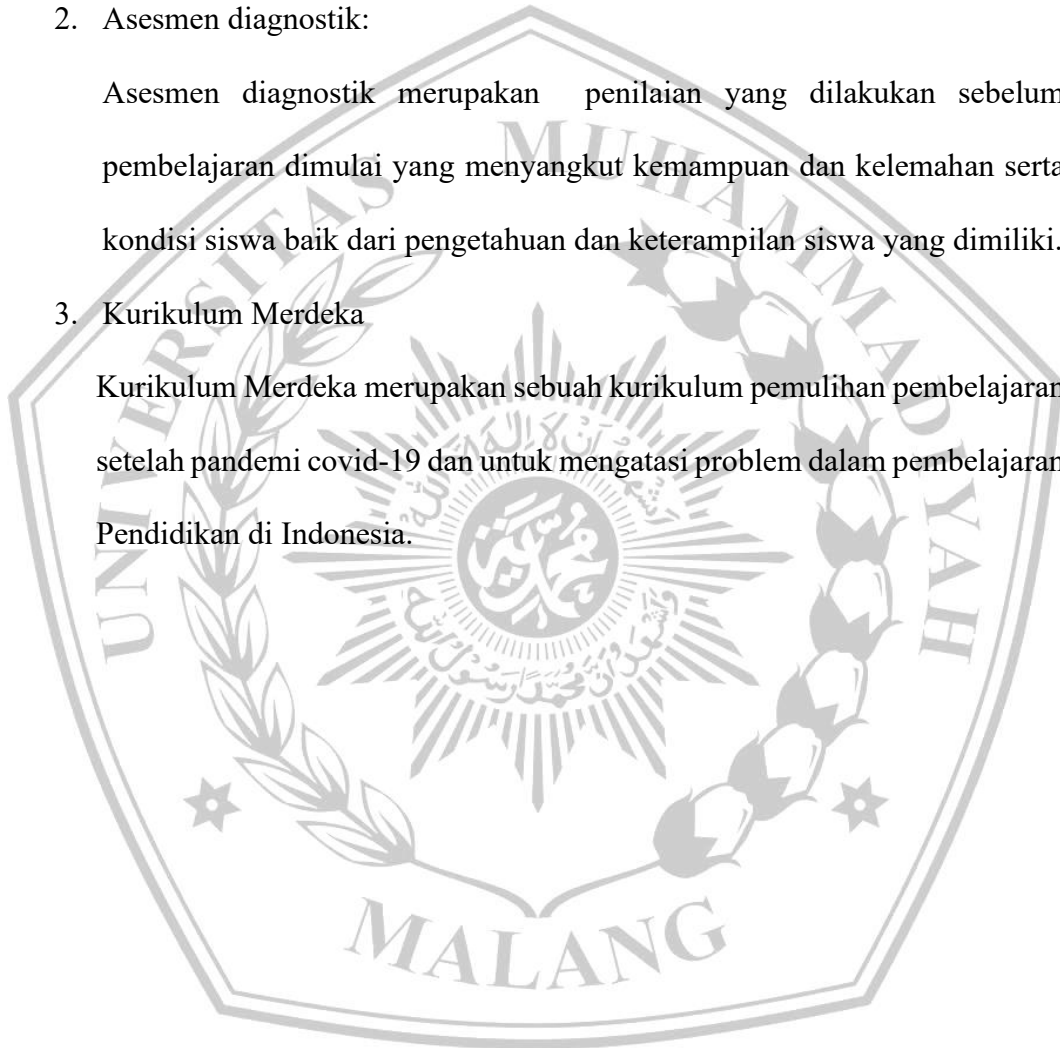 2. Asesmen diagnostik:
Asesmen diagnostik merupakan penilaian yang dilakukan sebelum
pembelajaran dimulai yang menyangkut kemampuan dan kelemahan serta
kondisi siswa baik dari pengetahuan dan keterampilan siswa yang dimiliki.
3. Kurikulum Merdeka
Kurikulum Merdeka merupakan sebuah kurikulum pemulihan pembelajaran
setelah pandemi covid-19 dan untuk mengatasi problem dalam pembelajaran
Pendidikan di Indonesia.
UNIVERSITAS MUHAMMADIYAH
MALANG